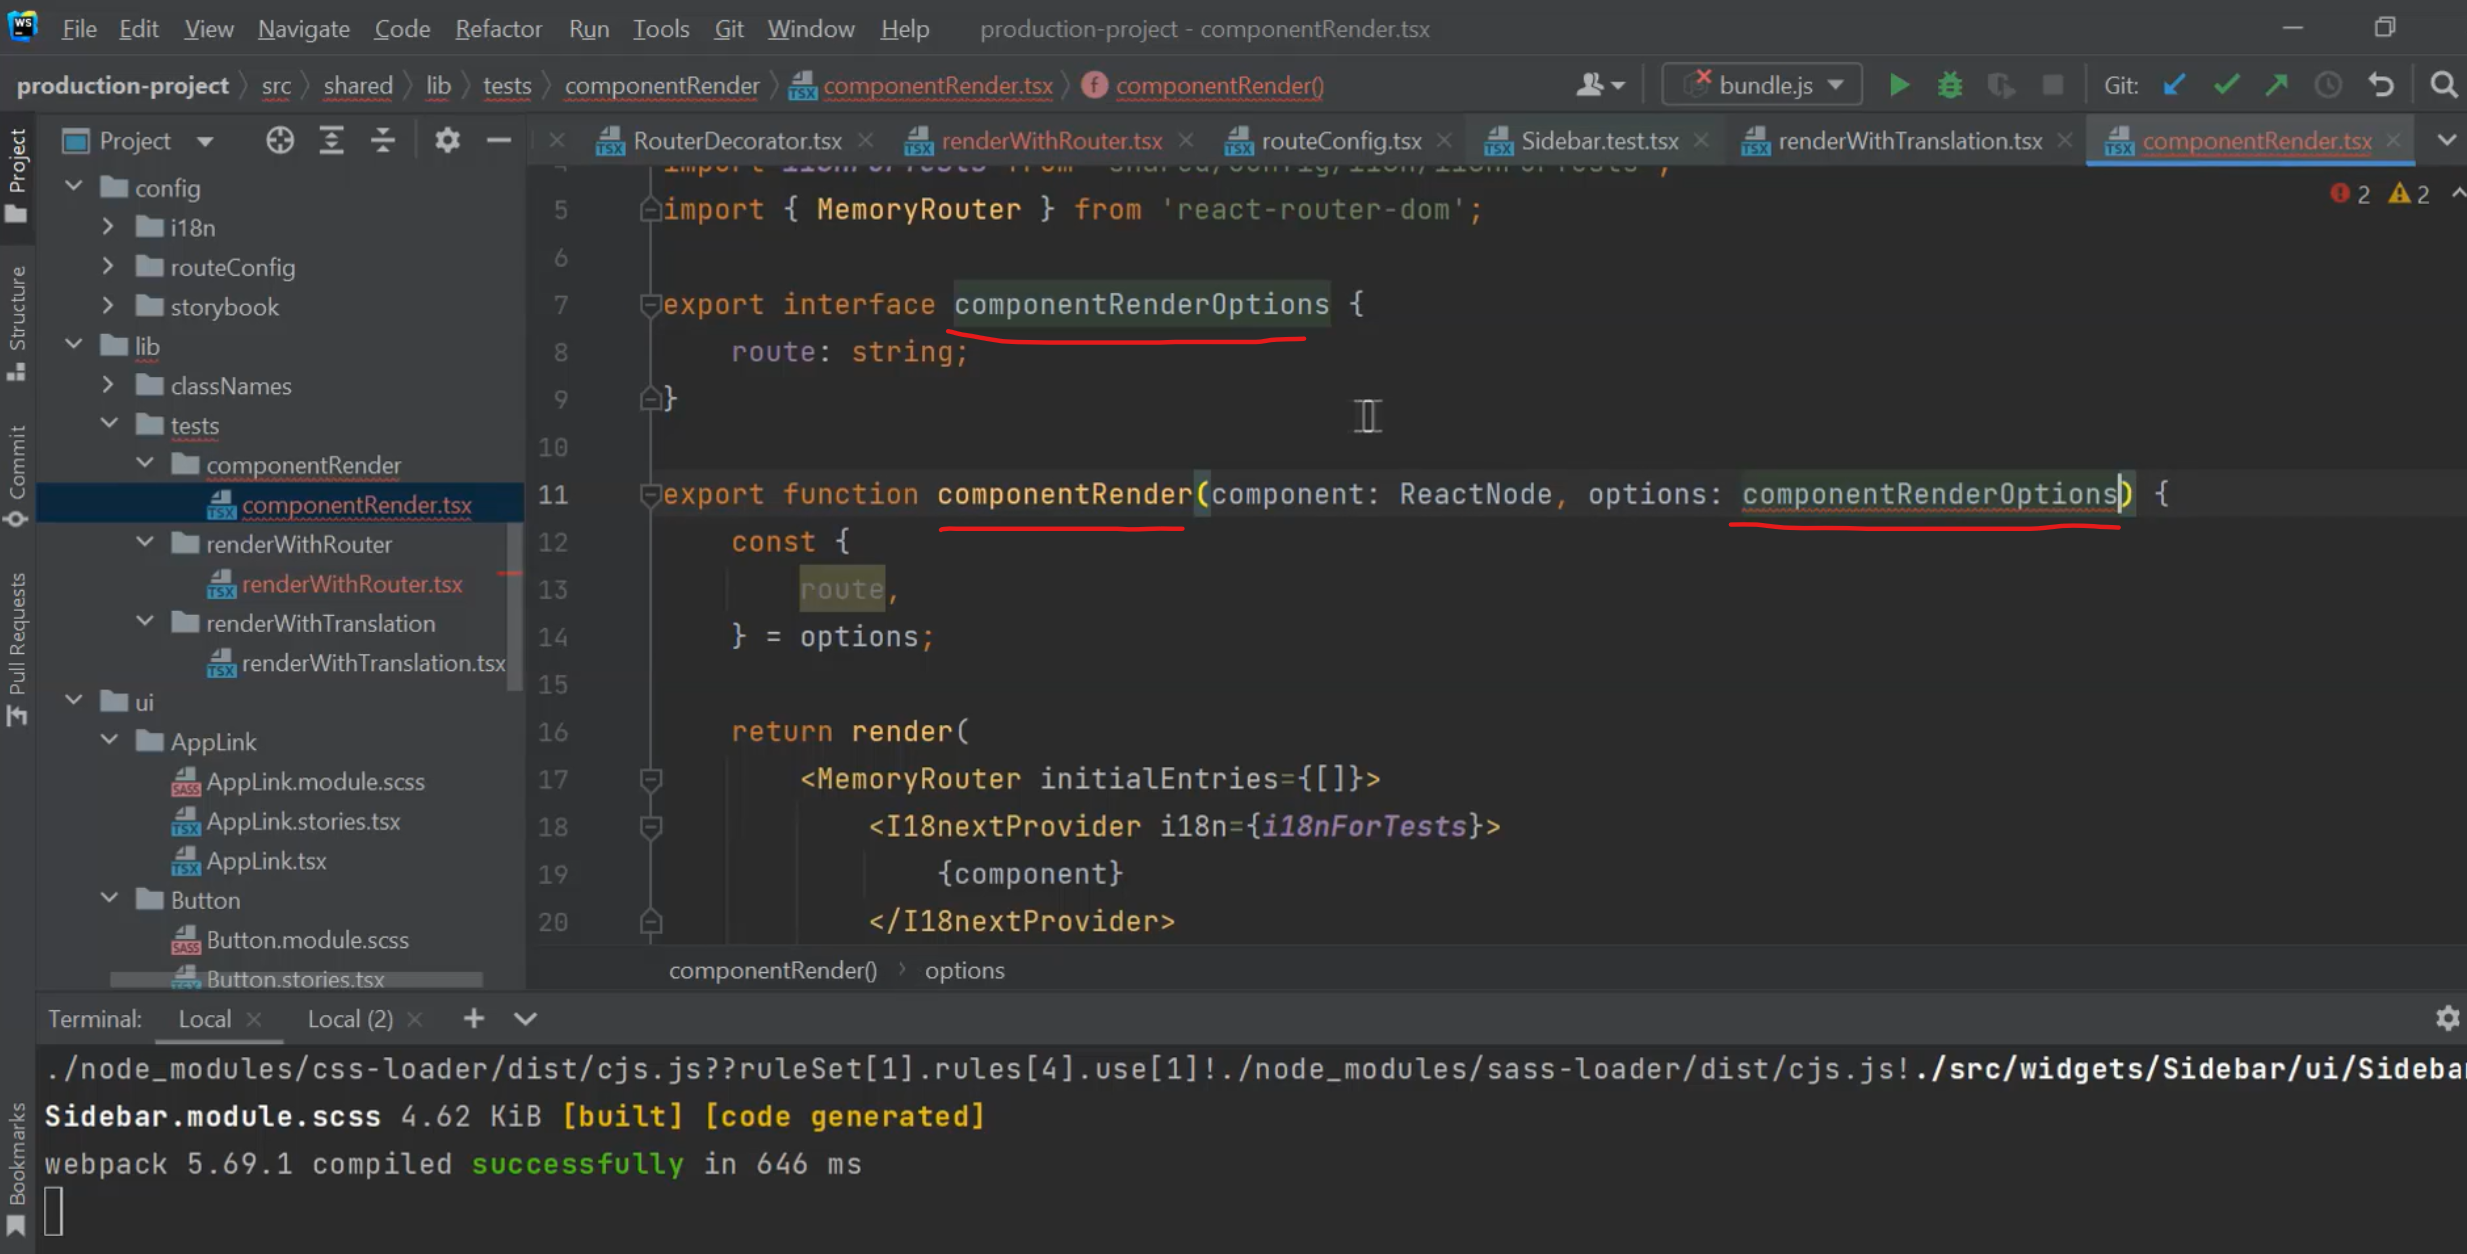 WS File Edit View Navigate Code Refactor Run Tools Git Window Help production-project - componentRender.tsx
production-project src shared lib tests componentRender componentRender.tsx componentRender() bundle.js Git:
Project
RouterDecorator.tsx renderWithRouter.tsx routeConfig.tsx Sidebar.test.tsx renderWithTranslation.tsx componentRender.tsx
2 2
Project
Structure
Commit
Pull Requests
Bookmarks
config
i18n
routeConfig
storybook
lib
classNames
tests
componentRender
componentRender.tsx
renderWithRouter
renderWithRouter.tsx
renderWithTranslation
renderWithTranslation.tsx
ui
AppLink
AppLink.module.scss
AppLink.stories.tsx
AppLink.tsx
Button
Button.module.scss
Button.stories.tsx
5 import { MemoryRouter } from 'react-router-dom';
6
7 export interface componentRenderOptions {
8 route: string;
9 }
10
11 export function componentRender(component: ReactNode, options: componentRenderOptions) {
12 const {
13 route,
14 } = options;
15
16 return render(
17 <MemoryRouter initialEntries={[]}>
18 <I18nextProvider i18n={i18nForTests}>
19 {component}
20 </I18nextProvider>
componentRender() options
Terminal: Local Local (2)
./node_modules/css-loader/dist/cjs.js??ruleSet[1].rules[4].use[1]!./node_modules/sass-loader/dist/cjs.js!./src/widgets/Sidebar/ui/Sideba
Sidebar.module.scss 4.62 KiB [built] [code generated]
webpack 5.69.1 compiled successfully in 646 ms